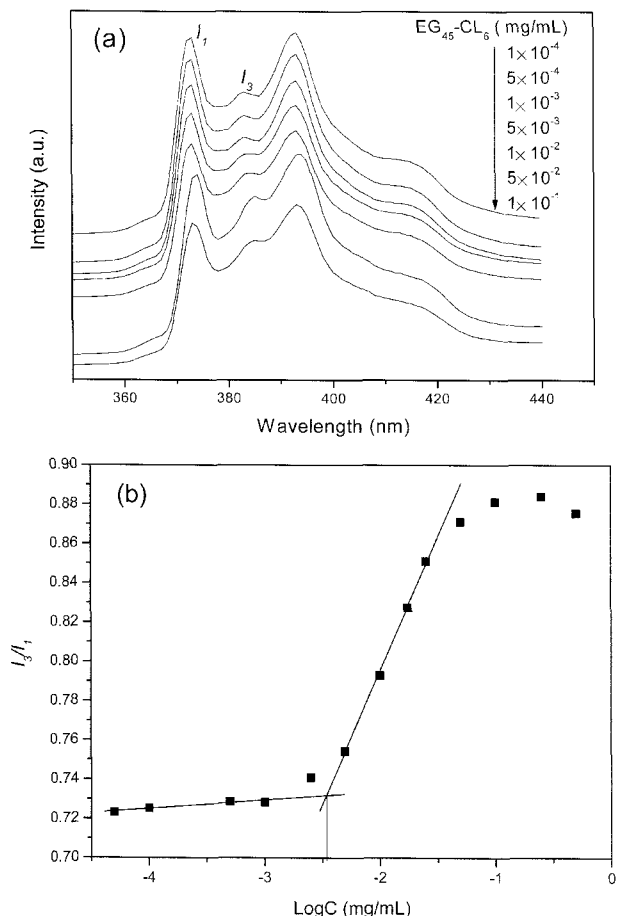 (a)
I₁
I₃
EG₄₅-CL₆ ( mg/mL)
1×10⁻⁴
5×10⁻⁴
1×10⁻³
5×10⁻³
1×10⁻²
5×10⁻²
1×10⁻¹
Intensity (a.u.)
360 380 400 420 440
Wavelength (nm)
(b)
0.90
0.88
0.86
0.84
0.82
0.80
0.78
0.76
0.74
0.72
0.70
I₃/I₁
-4 -3 -2 -1 0
LogC (mg/mL)